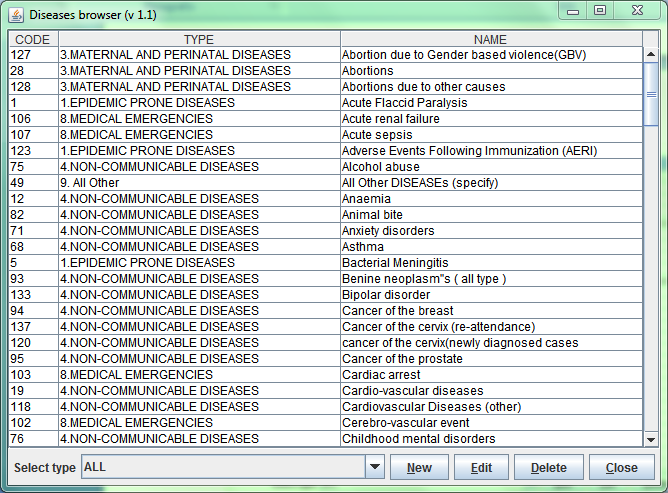 Diseases browser (v 1.1)
CODE TYPE NAME
127 3.MATERNAL AND PERINATAL DISEASES Abortion due to Gender based violence(GBV)
28 3.MATERNAL AND PERINATAL DISEASES Abortions
128 3.MATERNAL AND PERINATAL DISEASES Abortions due to other causes
1 1.EPIDEMIC PRONE DISEASES Acute Flaccid Paralysis
106 8.MEDICAL EMERGENCIES Acute renal failure
107 8.MEDICAL EMERGENCIES Acute sepsis
123 1.EPIDEMIC PRONE DISEASES Adverse Events Following Immunization (AERI)
75 4.NON-COMMUNICABLE DISEASES Alcohol abuse
49 9. All Other All Other DISEASEs (specify)
12 4.NON-COMMUNICABLE DISEASES Anaemia
82 4.NON-COMMUNICABLE DISEASES Animal bite
71 4.NON-COMMUNICABLE DISEASES Anxiety disorders
68 4.NON-COMMUNICABLE DISEASES Asthma
5 1.EPIDEMIC PRONE DISEASES Bacterial Meningitis
93 4.NON-COMMUNICABLE DISEASES Benine neoplasm"s ( all type )
133 4.NON-COMMUNICABLE DISEASES Bipolar disorder
94 4.NON-COMMUNICABLE DISEASES Cancer of the breast
137 4.NON-COMMUNICABLE DISEASES Cancer of the cervix (re-attendance)
120 4.NON-COMMUNICABLE DISEASES cancer of the cervix(newly diagnosed cases
95 4.NON-COMMUNICABLE DISEASES Cancer of the prostate
103 8.MEDICAL EMERGENCIES Cardiac arrest
19 4.NON-COMMUNICABLE DISEASES Cardio-vascular diseases
118 4.NON-COMMUNICABLE DISEASES Cardiovascular Diseases (other)
102 8.MEDICAL EMERGENCIES Cerebro-vascular event
76 4.NON-COMMUNICABLE DISEASES Childhood mental disorders
Select type ALL New Edit Delete Close